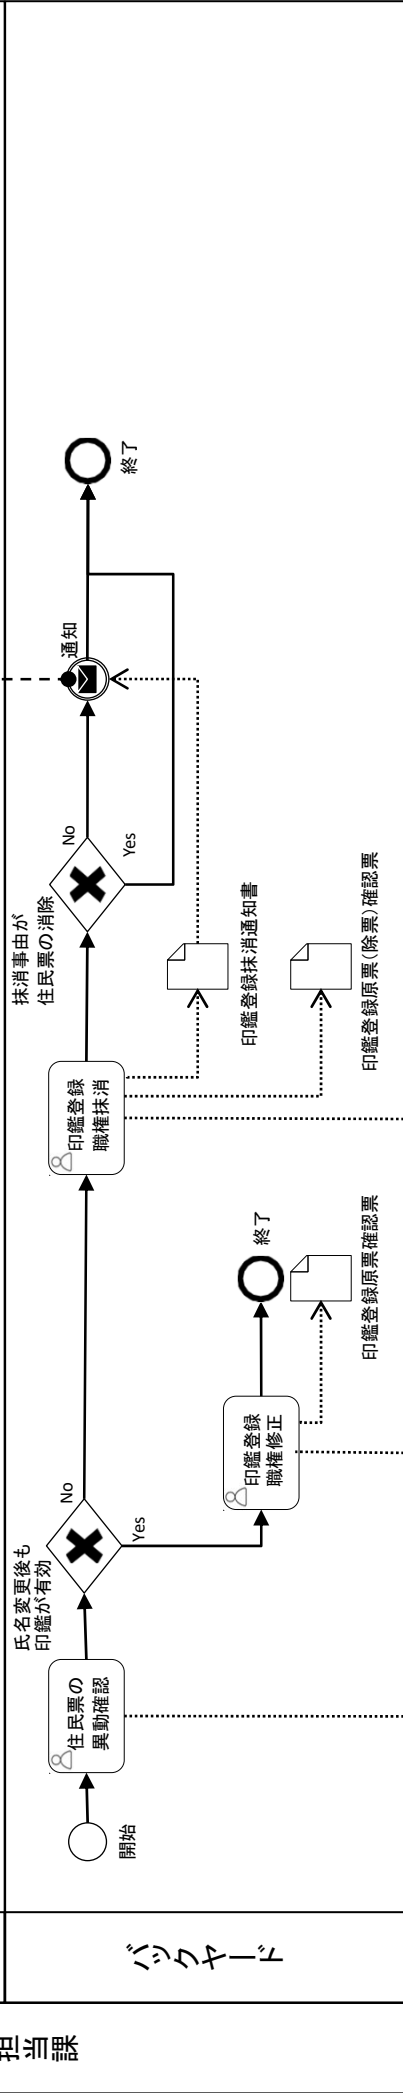 担当課
バックヤード
開始
住民票の
異動確認
氏名変更後も
印鑑が有効
No
Yes
印鑑登録
職権修正
終了
印鑑登録原票確認票
印鑑登録
職権抹消
印鑑登録抹消通知書
印鑑登録原票(除票)確認票
抹消事由が
住民票の消除
No
Yes
通知
終了